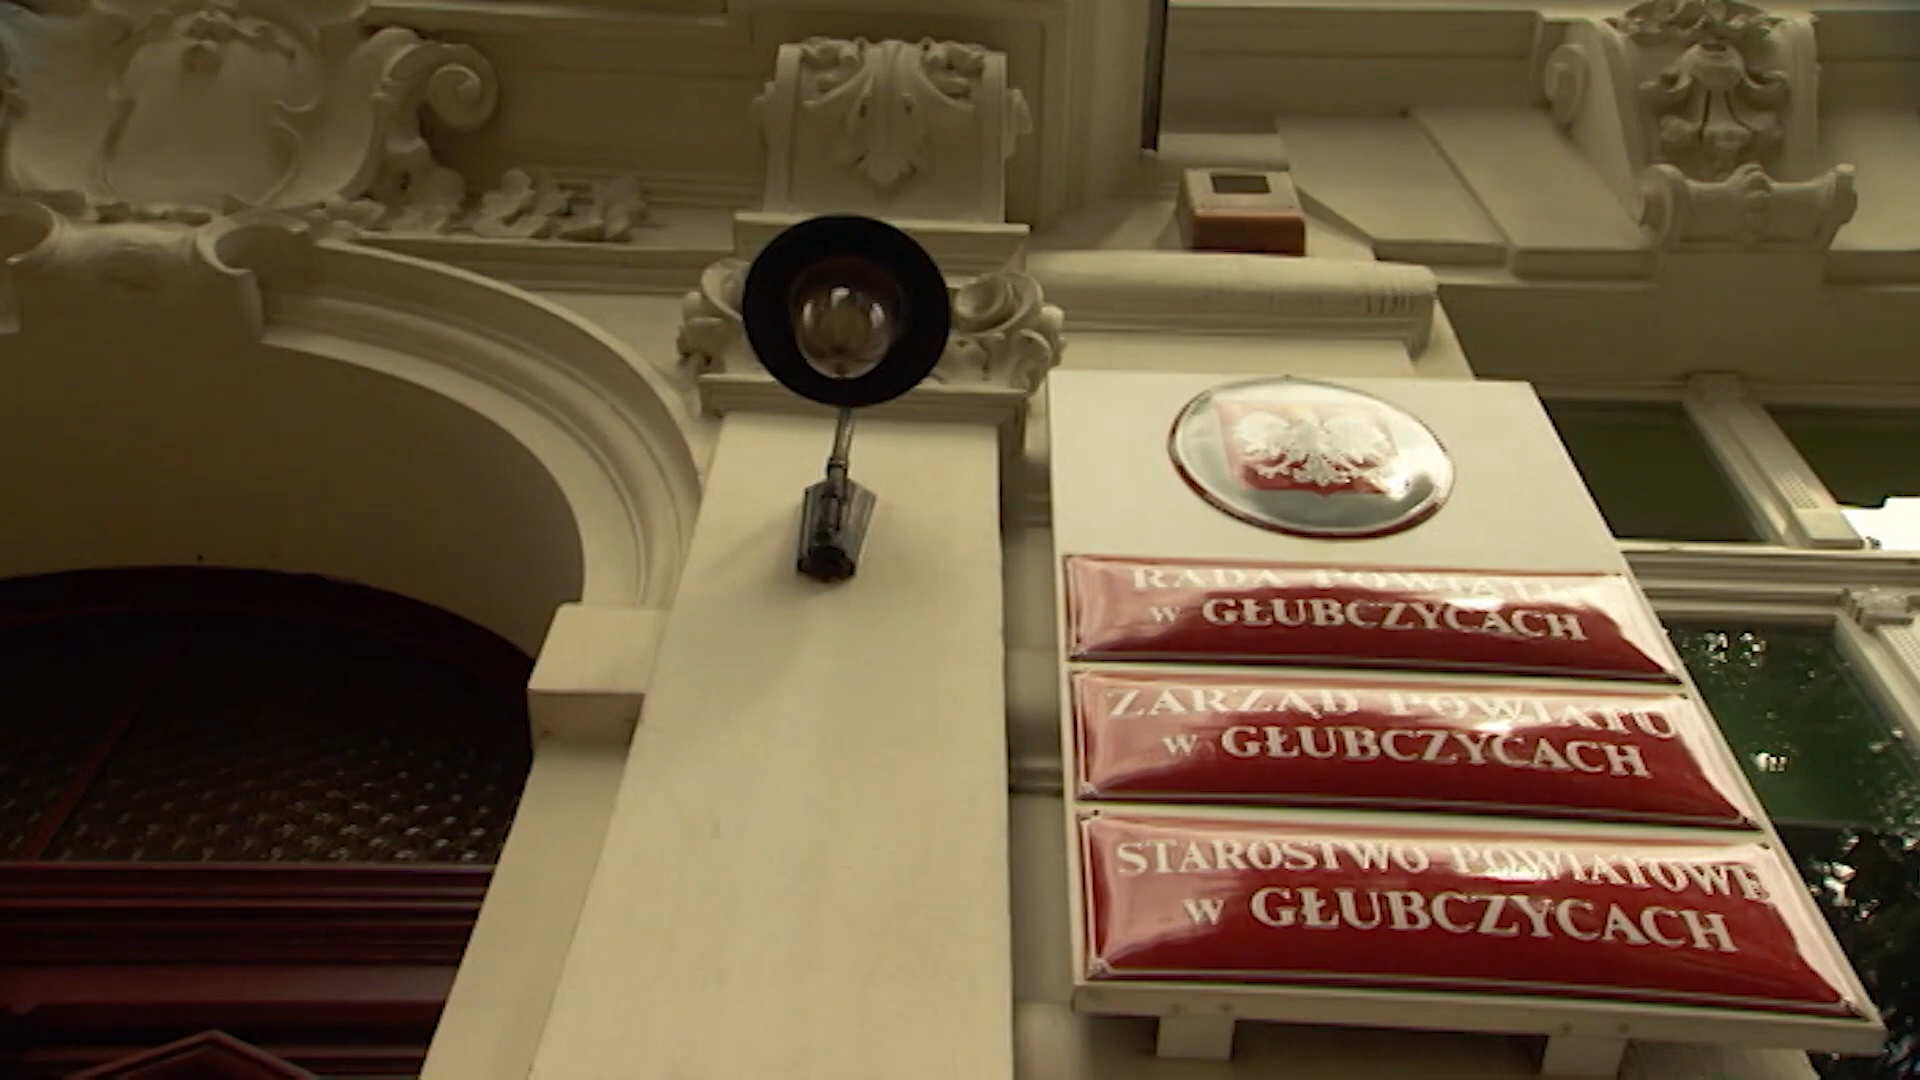 RADA POWIATU
w GŁUBCZYCACH
ZARZĄD POWIATU
w GŁUBCZYCACH
STAROSTWO POWIATOWE
w GŁUBCZYCACH